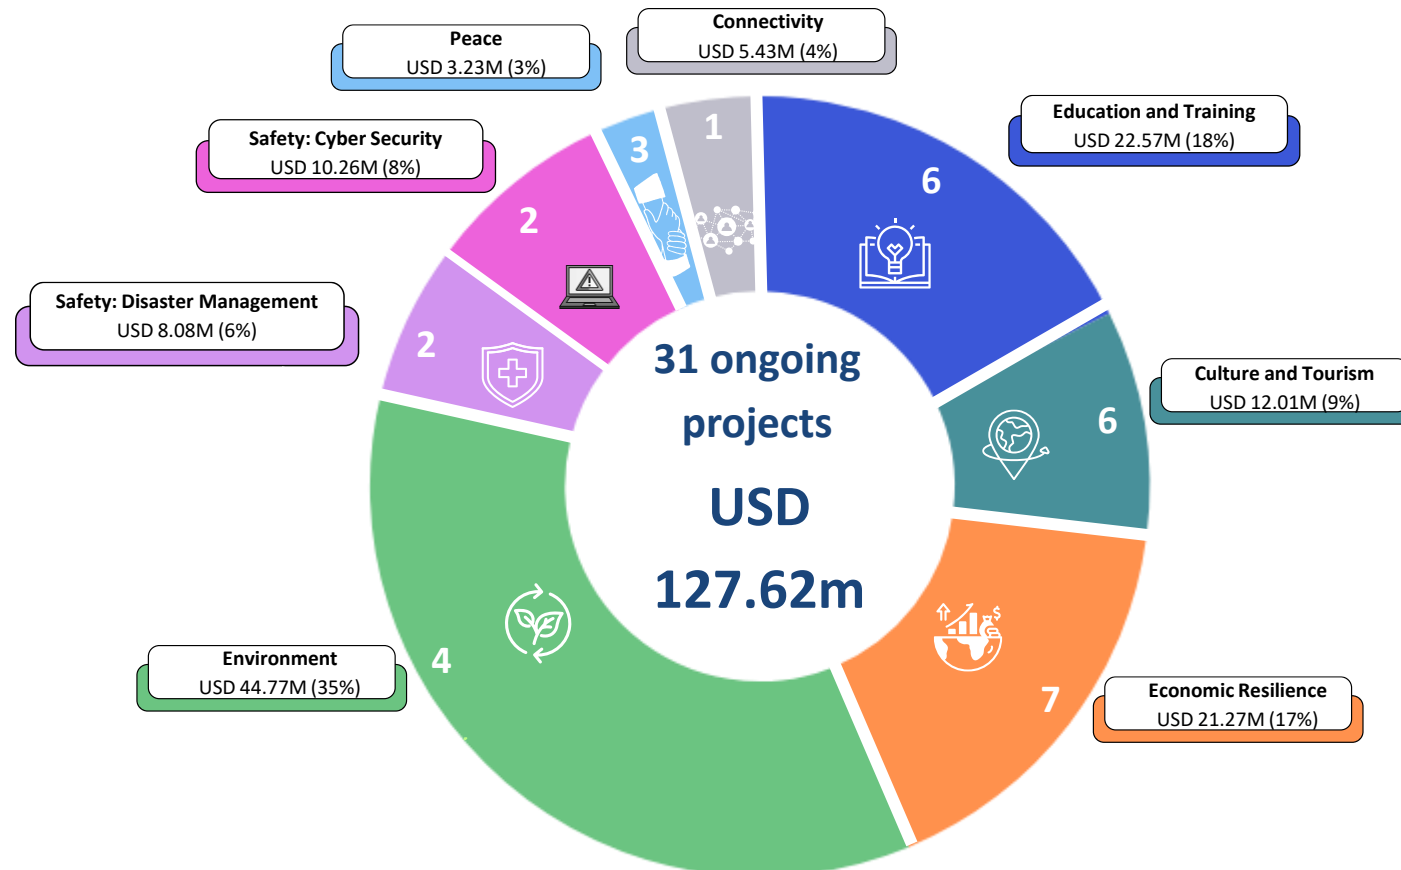 Connectivity
USD 5.43M (4%)
Peace
USD 3.23M (3%)
Education and Training
USD 22.57M (18%)
Safety: Cyber Security
USD 10.26M (8%)
Safety: Disaster Management
USD 8.08M (6%)
Culture and Tourism
USD 12.01M (9%)
Environment
USD 44.77M (35%)
Economic Resilience
USD 21.27M (17%)
1
3
6
2
2
6
4
7
31 ongoing
projects
USD
127.62m
$